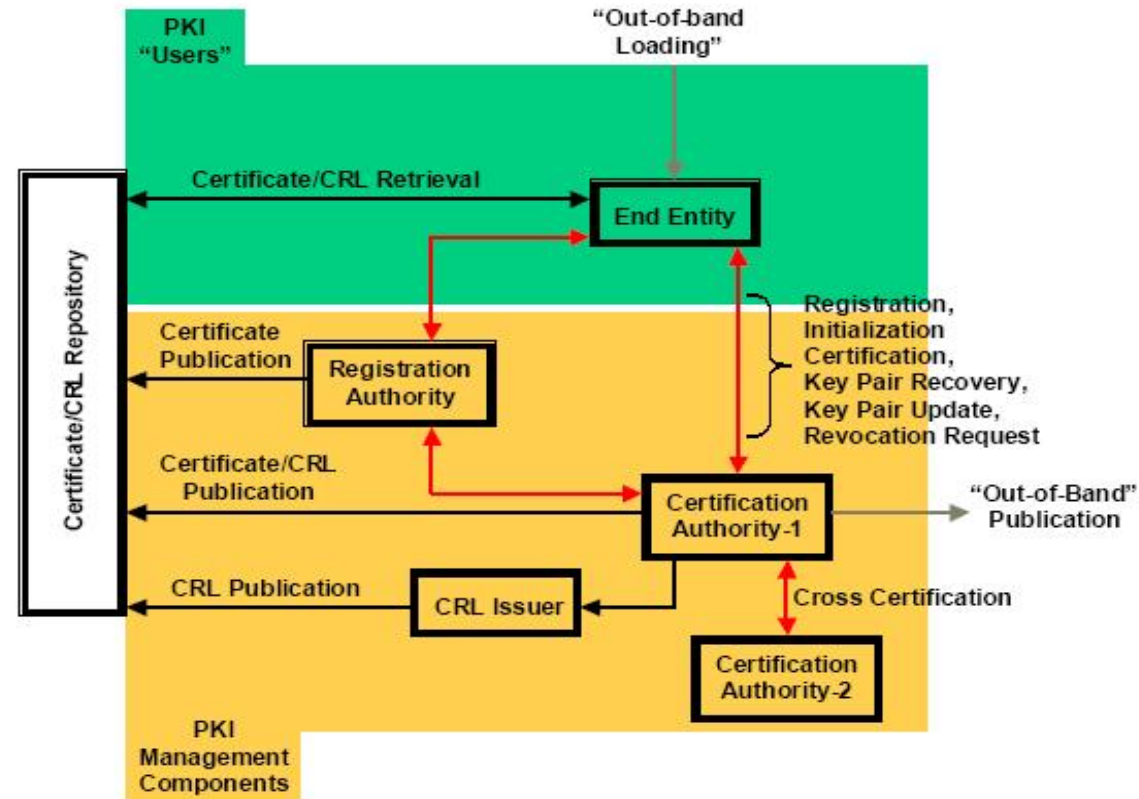 PKI
“Users”
“Out-of-band
Loading”
Certificate/CRL Retrieval
End Entity
Certificate/CRL Repository
Registration,
Initialization
Certification,
Key Pair Recovery,
Key Pair Update,
Revocation Request
Certificate
Publication
Registration
Authority
Certificate/CRL
Publication
Certification
Authority-1
“Out-of-Band”
Publication
CRL Publication
CRL Issuer
Cross Certification
Certification
Authority-2
PKI
Management
Components